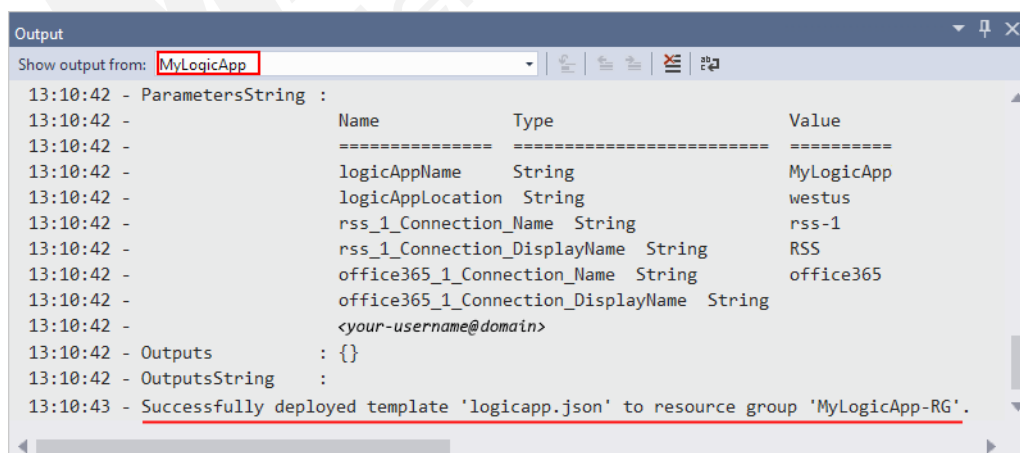 Output
Show output from: MyLogicApp
13:10:42 - ParametersString :
13:10:42 - Name Type Value
13:10:42 - =============== ========================= ==========
13:10:42 - logicAppName String MyLogicApp
13:10:42 - logicAppLocation String westus
13:10:42 - rss_1_Connection_Name String rss-1
13:10:42 - rss_1_Connection_DisplayName String RSS
13:10:42 - office365_1_Connection_Name String office365
13:10:42 - office365_1_Connection_DisplayName String
13:10:42 - <your-username@domain>
13:10:42 - Outputs : {}
13:10:42 - OutputsString :
13:10:43 - Successfully deployed template 'logicapp.json' to resource group 'MyLogicApp-RG'.